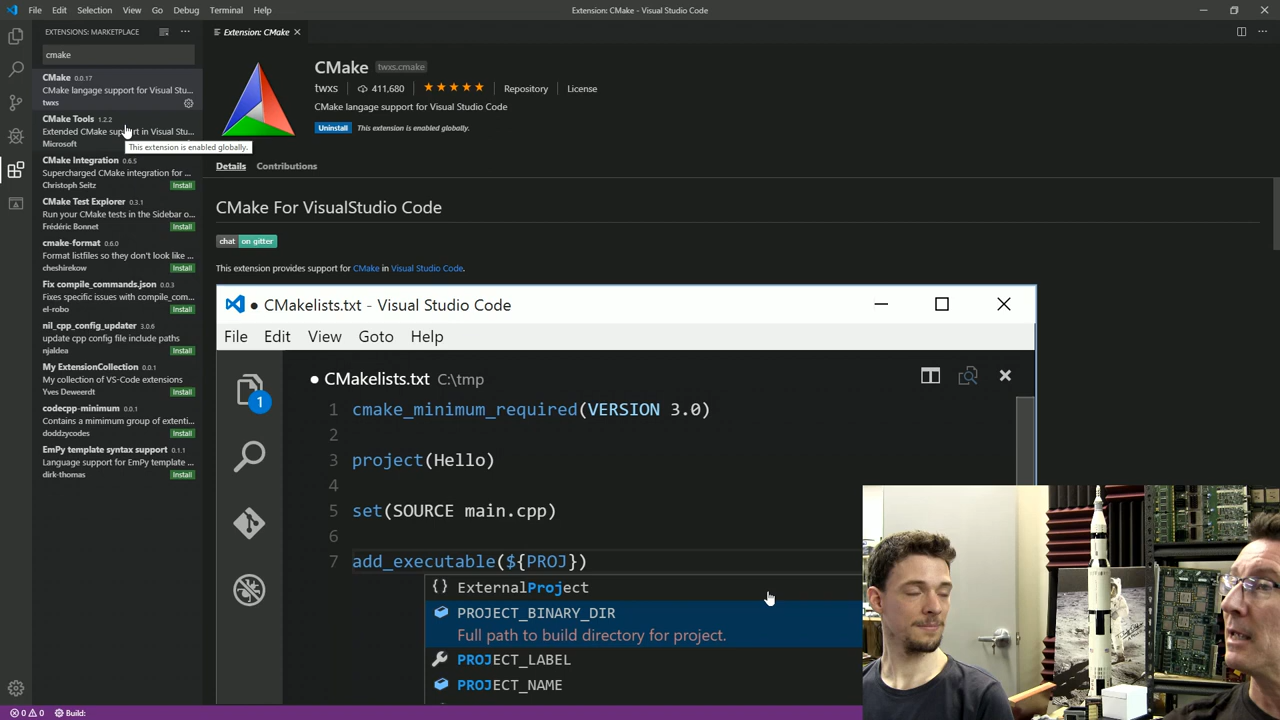 File Edit Selection View Go Debug Terminal Help
Extension: CMake - Visual Studio Code
EXTENSIONS: MARKETPLACE
cmake
CMake 0.0.17
CMake langage support for Visual Stu...
twxs
CMake Tools 1.2.2
Extended CMake support in Visual Stu...
Microsoft
This extension is enabled globally.
CMake Integration 0.6.5
Supercharged CMake integration for ...
Christoph Seitz Install
CMake Test Explorer 0.3.1
Run your CMake tests in the Sidebar o...
Frédéric Bonnet Install
cmake-format 0.6.0
Format listfiles so they don't look like ...
cheshirekow Install
Fix compile_commands.json 0.0.3
Fixes specific issues with compile_com...
el-robo Install
nil_cpp_config_updater 3.0.6
update cpp config file include paths
njaldea Install
My ExtensionCollection 0.0.1
My collection of VS-Code extensions
Yves Deweerdt Install
codecpp-minimum 0.0.1
Contains a mimimum group of extenti...
doddzycodes Install
EmPy template syntax support 0.1.1
Language support for EmPy template ...
dirk-thomas Install
Extension: CMake
CMake twxs.cmake
twxs 411,680 Repository License
CMake langage support for Visual Studio Code
Uninstall This extension is enabled globally.
Details Contributions
CMake For VisualStudio Code
chat on gitter
This extension provides support for CMake in Visual Studio Code.
● CMakelists.txt - Visual Studio Code
File Edit View Goto Help
1
● CMakelists.txt C:\tmp
1 cmake_minimum_required(VERSION 3.0)
2
3 project(Hello)
4
5 set(SOURCE main.cpp)
6
7 add_executable(${PROJ})
{} ExternalProject
PROJECT_BINARY_DIR
Full path to build directory for project.
PROJECT_LABEL
PROJECT_NAME
0 0 Build: